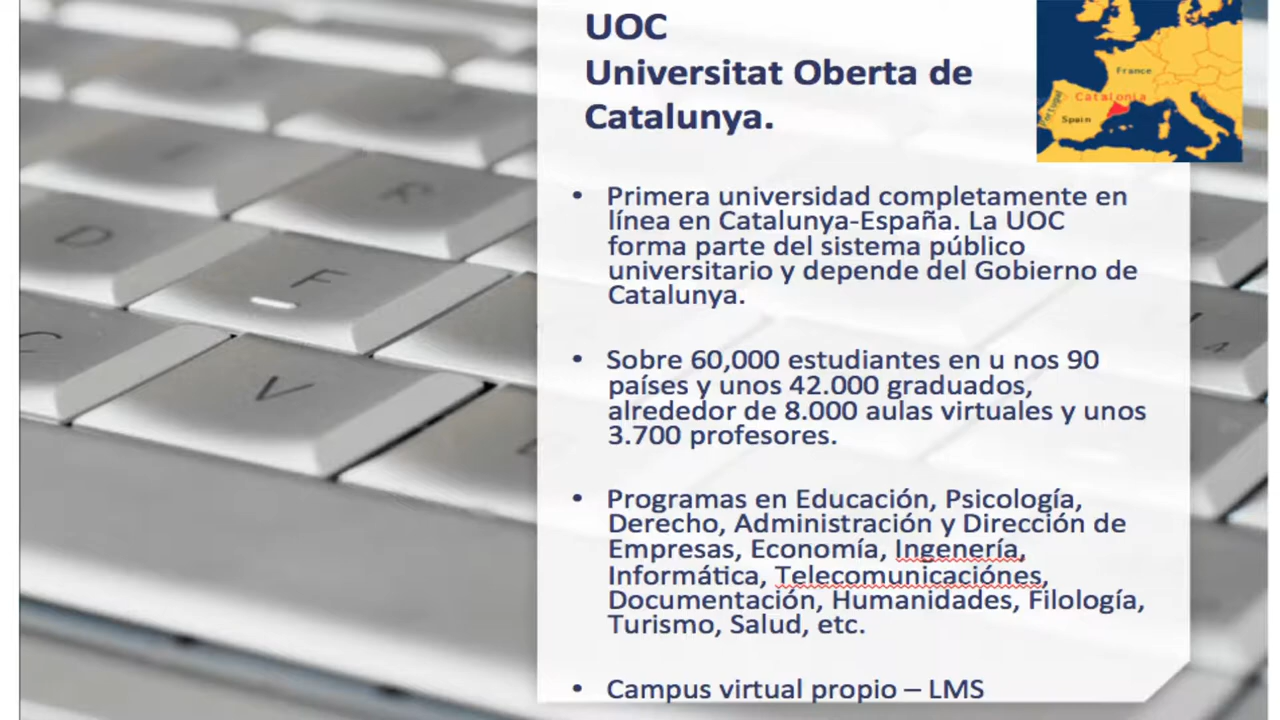 UOC
Universitat Oberta de
Catalunya.
France
Catalonia
Portugal
Spain
• Primera universidad completamente en
línea en Catalunya-España. La UOC
forma parte del sistema público
universitario y depende del Gobierno de
Catalunya.
• Sobre 60,000 estudiantes en u nos 90
países y unos 42.000 graduados,
alrededor de 8.000 aulas virtuales y unos
3.700 profesores.
• Programas en Educación, Psicología,
Derecho, Administración y Dirección de
Empresas, Economía, Ingenería,
Informática, Telecomunicaciónes,
Documentación, Humanidades, Filología,
Turismo, Salud, etc.
• Campus virtual propio – LMS
R
D
F
C
V